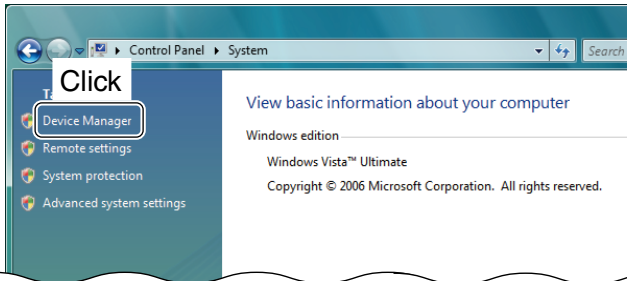 Control Panel ▸ System
Search
Click
Device Manager
Remote settings
System protection
Advanced system settings
View basic information about your computer
Windows edition
Windows Vista™ Ultimate
Copyright © 2006 Microsoft Corporation. All rights reserved.